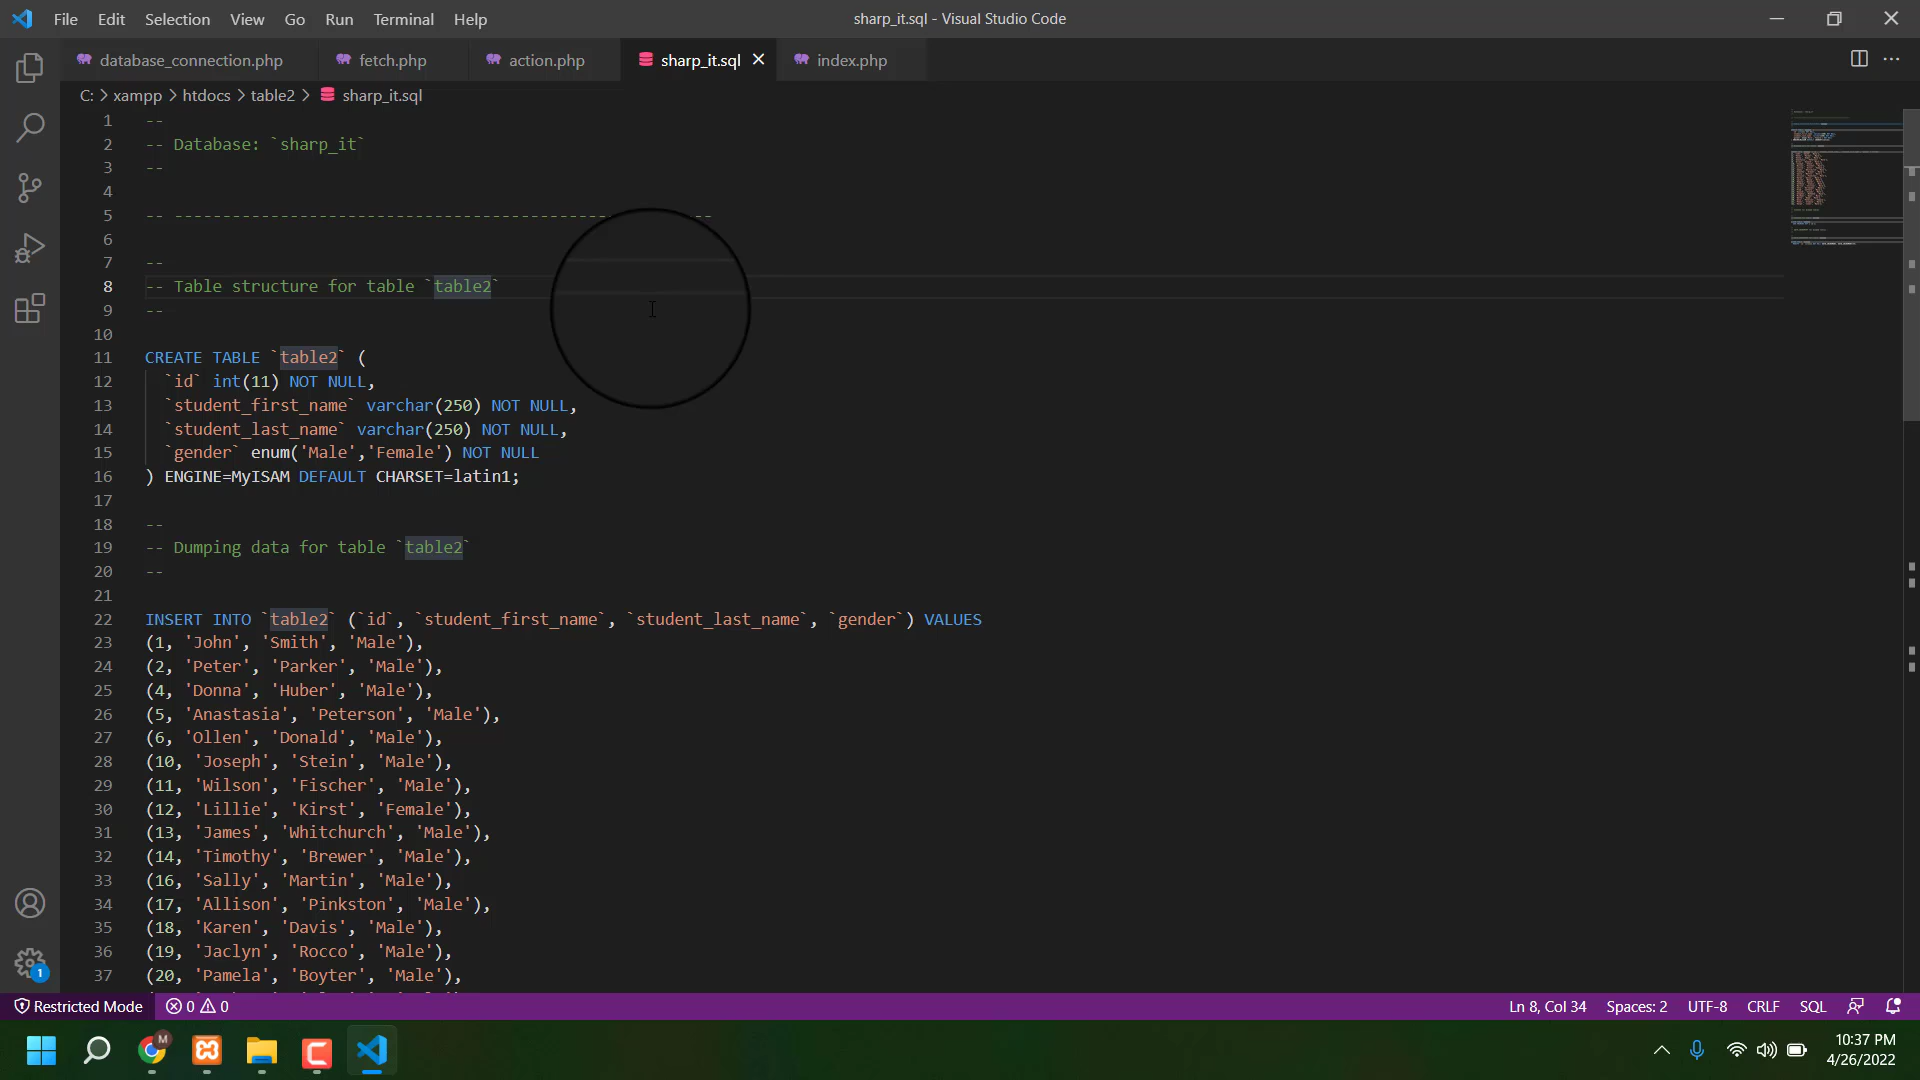 File Edit Selection View Go Run Terminal Help
sharp_it.sql - Visual Studio Code
database_connection.php fetch.php action.php sharp_it.sql index.php
C: > xampp > htdocs > table2 > sharp_it.sql
1 --
2 -- Database: `sharp_it`
3 --
4
5 -- --------------------------------------------------------
6
7 --
8 -- Table structure for table `table2`
9 --
10
11 CREATE TABLE `table2` (
12 `id` int(11) NOT NULL,
13 `student_first_name` varchar(250) NOT NULL,
14 `student_last_name` varchar(250) NOT NULL,
15 `gender` enum('Male','Female') NOT NULL
16 ) ENGINE=MyISAM DEFAULT CHARSET=latin1;
17
18 --
19 -- Dumping data for table `table2`
20 --
21
22 INSERT INTO `table2` (`id`, `student_first_name`, `student_last_name`, `gender`) VALUES
23 (1, 'John', 'Smith', 'Male'),
24 (2, 'Peter', 'Parker', 'Male'),
25 (4, 'Donna', 'Huber', 'Male'),
26 (5, 'Anastasia', 'Peterson', 'Male'),
27 (6, 'Ollen', 'Donald', 'Male'),
28 (10, 'Joseph', 'Stein', 'Male'),
29 (11, 'Wilson', 'Fischer', 'Male'),
30 (12, 'Lillie', 'Kirst', 'Female'),
31 (13, 'James', 'Whitchurch', 'Male'),
32 (14, 'Timothy', 'Brewer', 'Male'),
33 (16, 'Sally', 'Martin', 'Male'),
34 (17, 'Allison', 'Pinkston', 'Male'),
35 (18, 'Karen', 'Davis', 'Male'),
36 (19, 'Jaclyn', 'Rocco', 'Male'),
37 (20, 'Pamela', 'Boyter', 'Male'),
1
Restricted Mode 0 0 Ln 8, Col 34 Spaces: 2 UTF-8 CRLF SQL
M
10:37 PM
4/26/2022